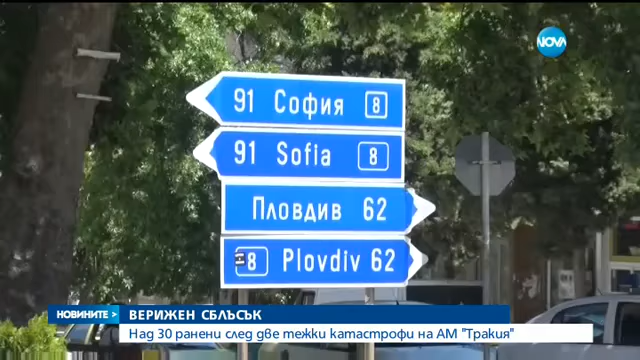 NOVA
91 София 8
91 Sofia 8
Пловдив 62
8 Plovdiv 62
НОВИНИТЕ
ВЕРИЖЕН СБЛЪСЪК
Над 30 ранени след две тежки катастрофи на АМ "Тракия"